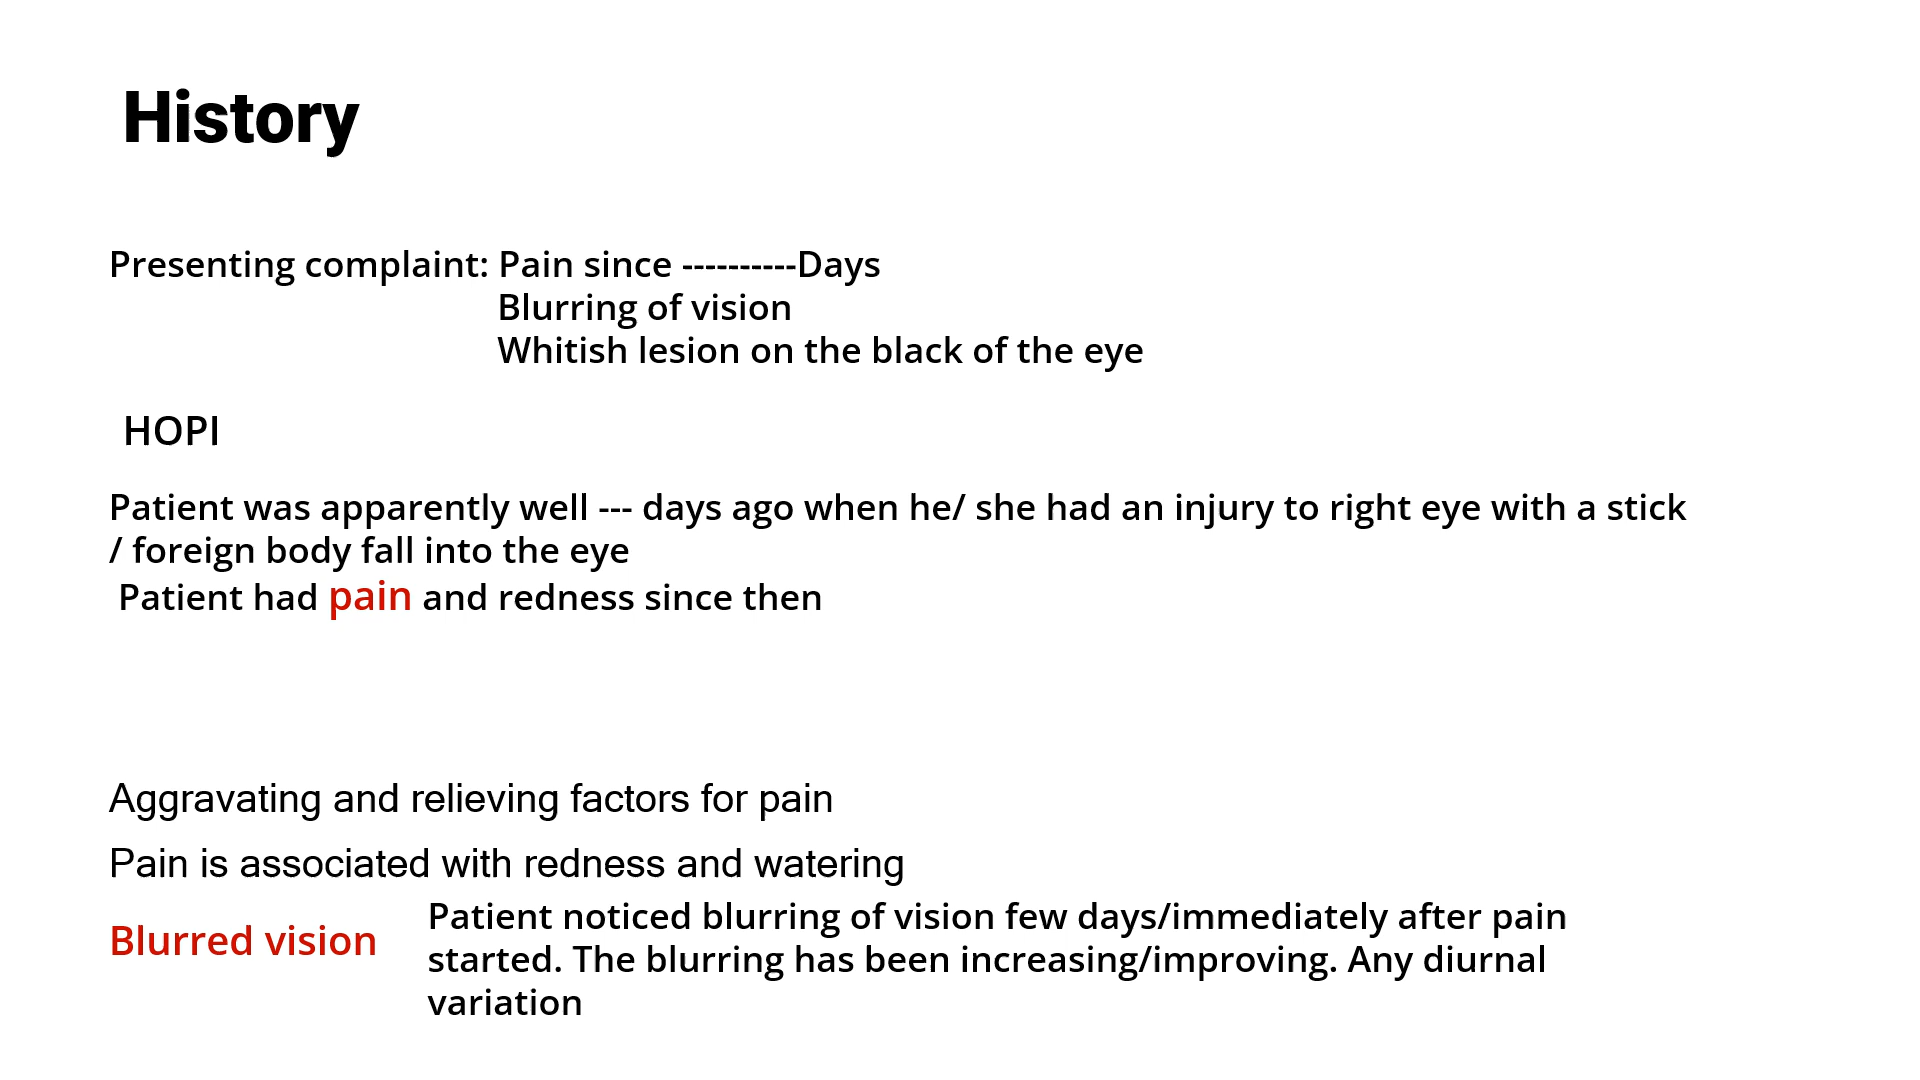 History
Presenting complaint: Pain since ----------Days
Blurring of vision
Whitish lesion on the black of the eye
HOPI
Patient was apparently well --- days ago when he/ she had an injury to right eye with a stick
/ foreign body fall into the eye
Patient had pain and redness since then
Aggravating and relieving factors for pain
Pain is associated with redness and watering
Blurred vision
Patient noticed blurring of vision few days/immediately after pain
started. The blurring has been increasing/improving. Any diurnal
variation